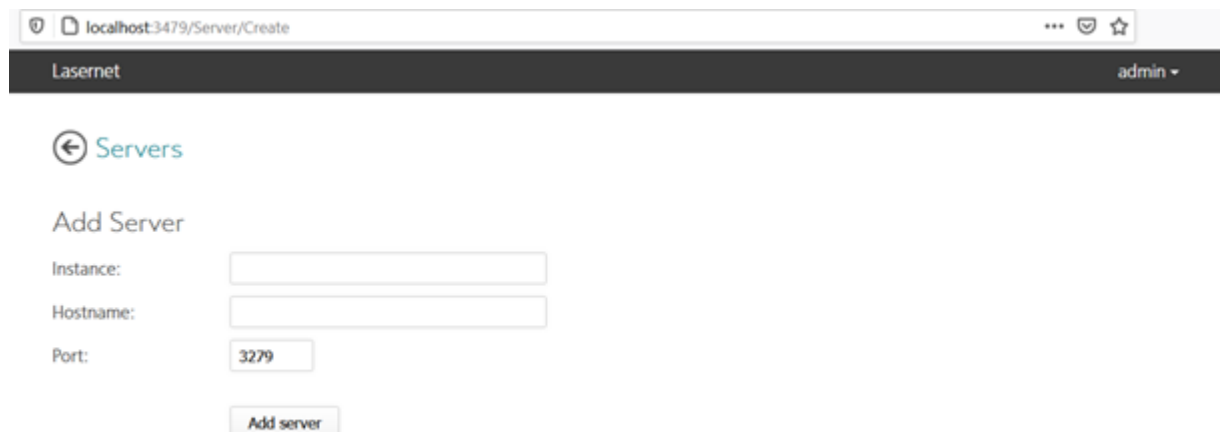 localhost:3479/Server/Create
Lasernet admin
Servers
Add Server
Instance:
Hostname:
Port: 3279
Add server